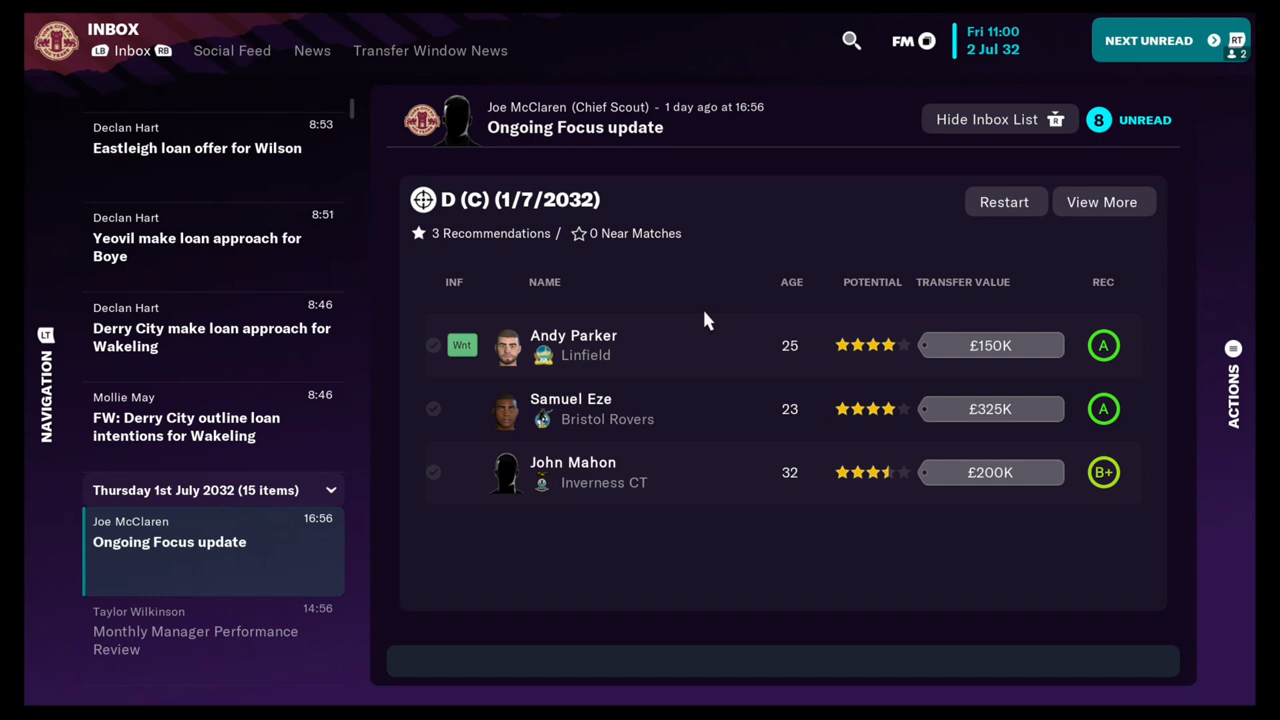 INBOX
LB Inbox RB
Social Feed
News
Transfer Window News
FM
Fri 11:00
2 Jul 32
NEXT UNREAD
RT
2
Declan Hart
8:53
Eastleigh loan offer for Wilson
Declan Hart
8:51
Yeovil make loan approach for
Boye
Declan Hart
8:46
Derry City make loan approach for
Wakeling
Mollie May
8:46
FW: Derry City outline loan
intentions for Wakeling
Thursday 1st July 2032 (15 items)
Joe McClaren
16:56
Ongoing Focus update
Taylor Wilkinson
14:56
Monthly Manager Performance
Review
LT
NAVIGATION
Joe McClaren (Chief Scout) - 1 day ago at 16:56
Ongoing Focus update
Hide Inbox List
R
8
UNREAD
D (C) (1/7/2032)
Restart
View More
3 Recommendations /
0 Near Matches
INF
NAME
AGE
POTENTIAL
TRANSFER VALUE
REC
Wnt
Andy Parker
Linfield
25
£150K
A
Samuel Eze
Bristol Rovers
23
£325K
A
John Mahon
Inverness CT
32
£200K
B+
ACTIONS